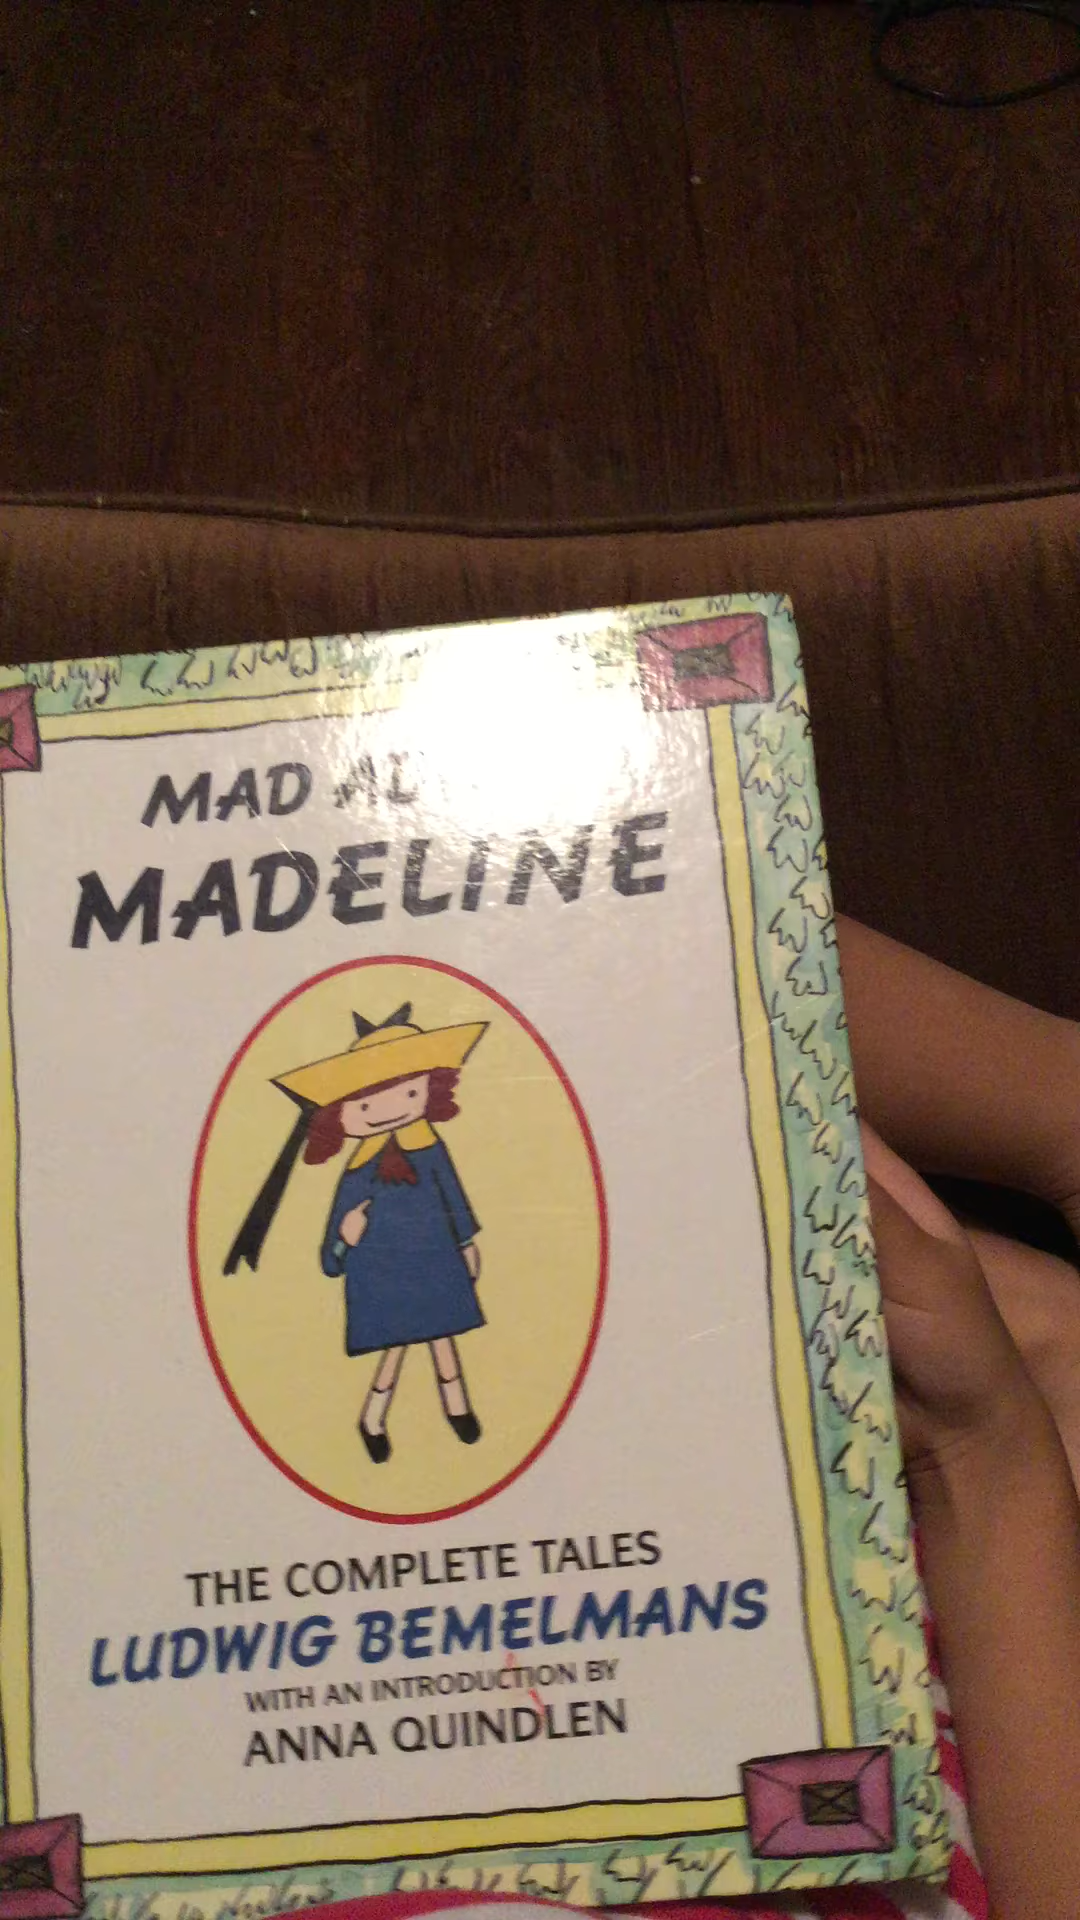 MAD
MADELINE
THE COMPLETE TALES
LUDWIG BEMELMANS
WITH AN INTRODUCTION BY
ANNA QUINDLEN